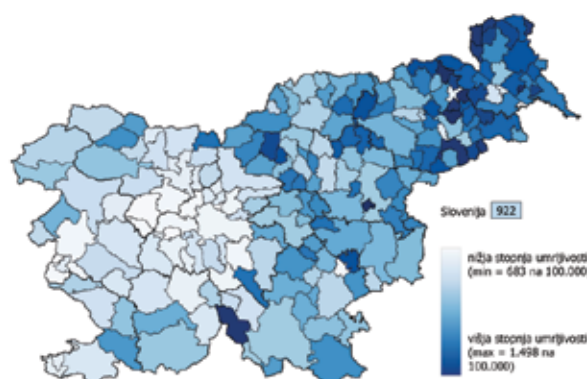 Slovenija 922
nižja stopnja umrljivosti
(min = 683 na 100.000)
višja stopnja umrljivosti
(max = 1.498 na
100.000)